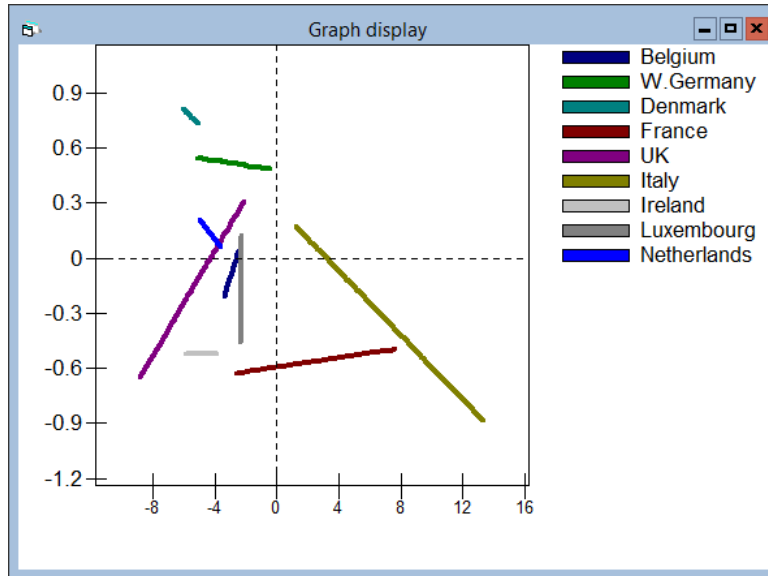 Graph display
Belgium
W.Germany
Denmark
France
UK
Italy
Ireland
Luxembourg
Netherlands
0.9
0.6
0.3
0
-0.3
-0.6
-0.9
-1.2
-8 -4 0 4 8 12 16